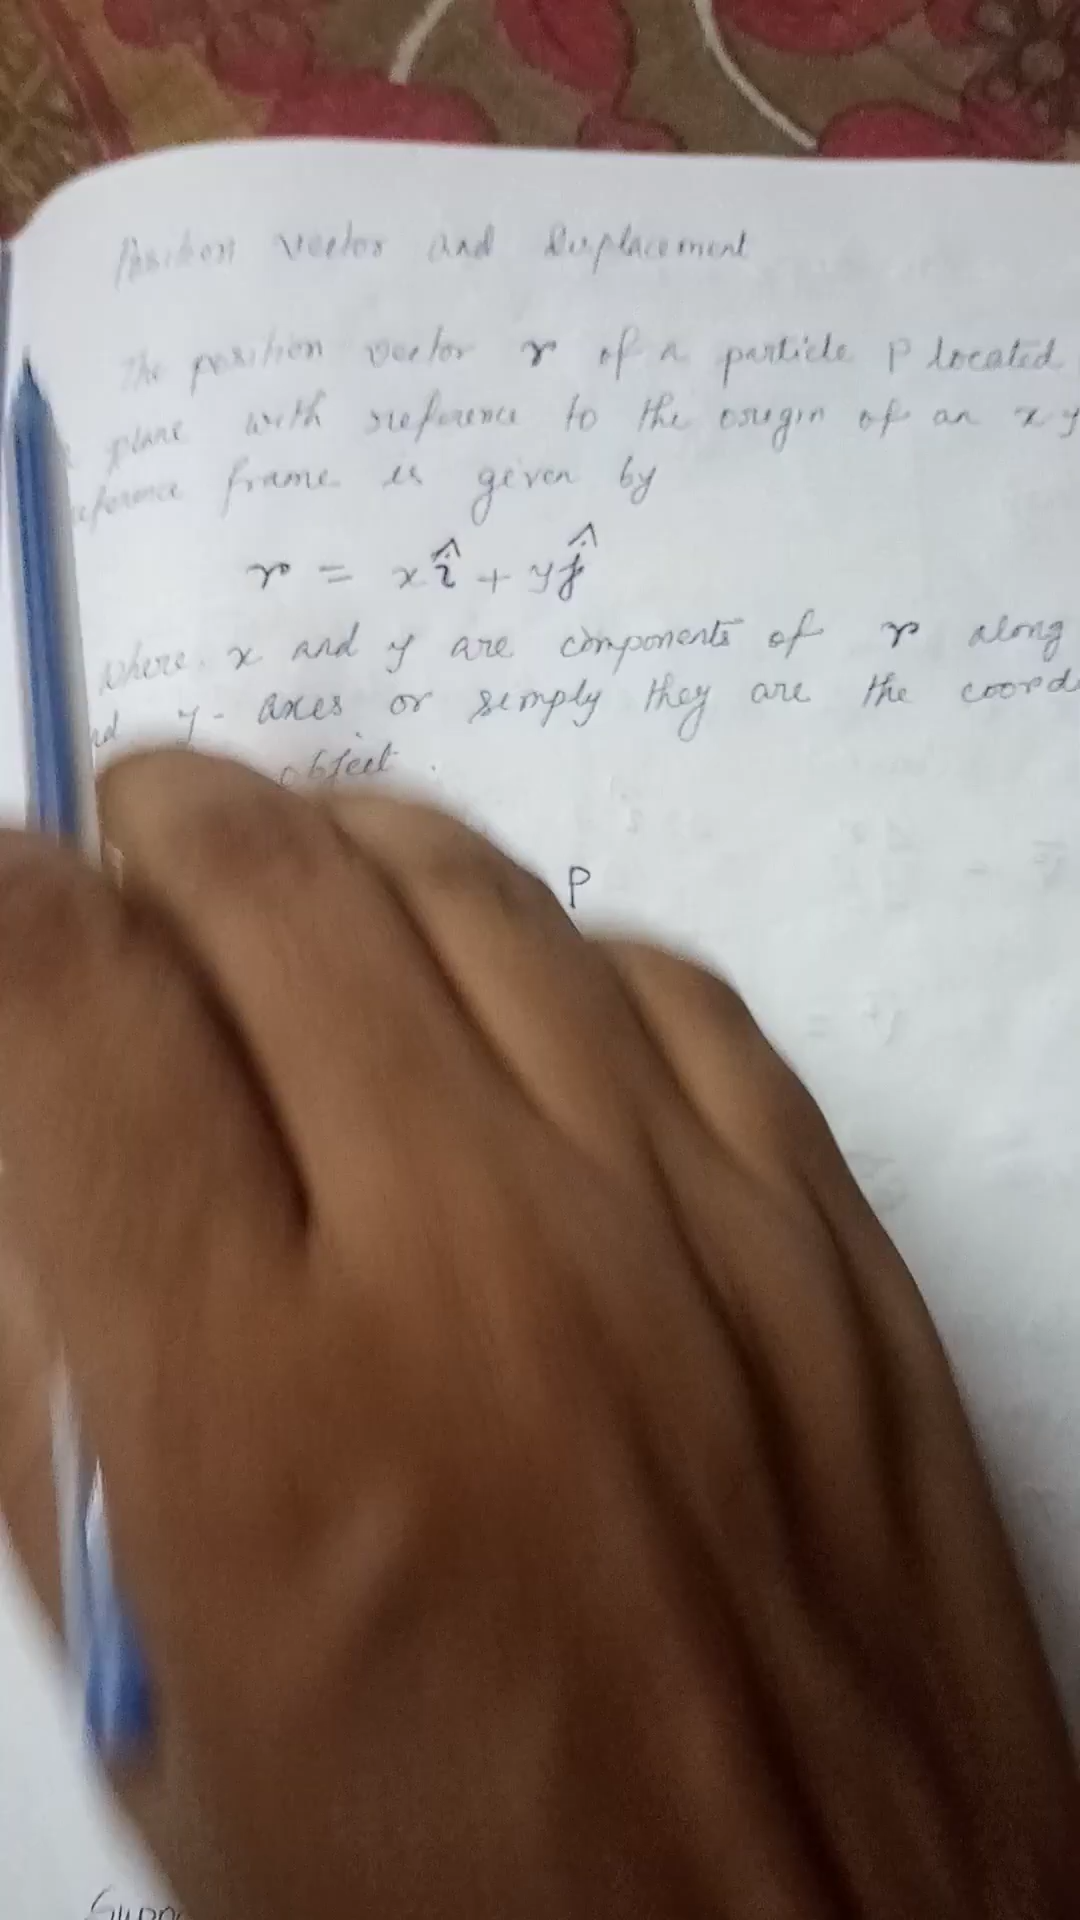 Position vector and Displacement
The position vector r of a particle P located
plane with reference to the origin of an x y
frame is given by
r = xî + yĵ
where x and y are components of r along
y- axes or simply they are the coord
object.
P